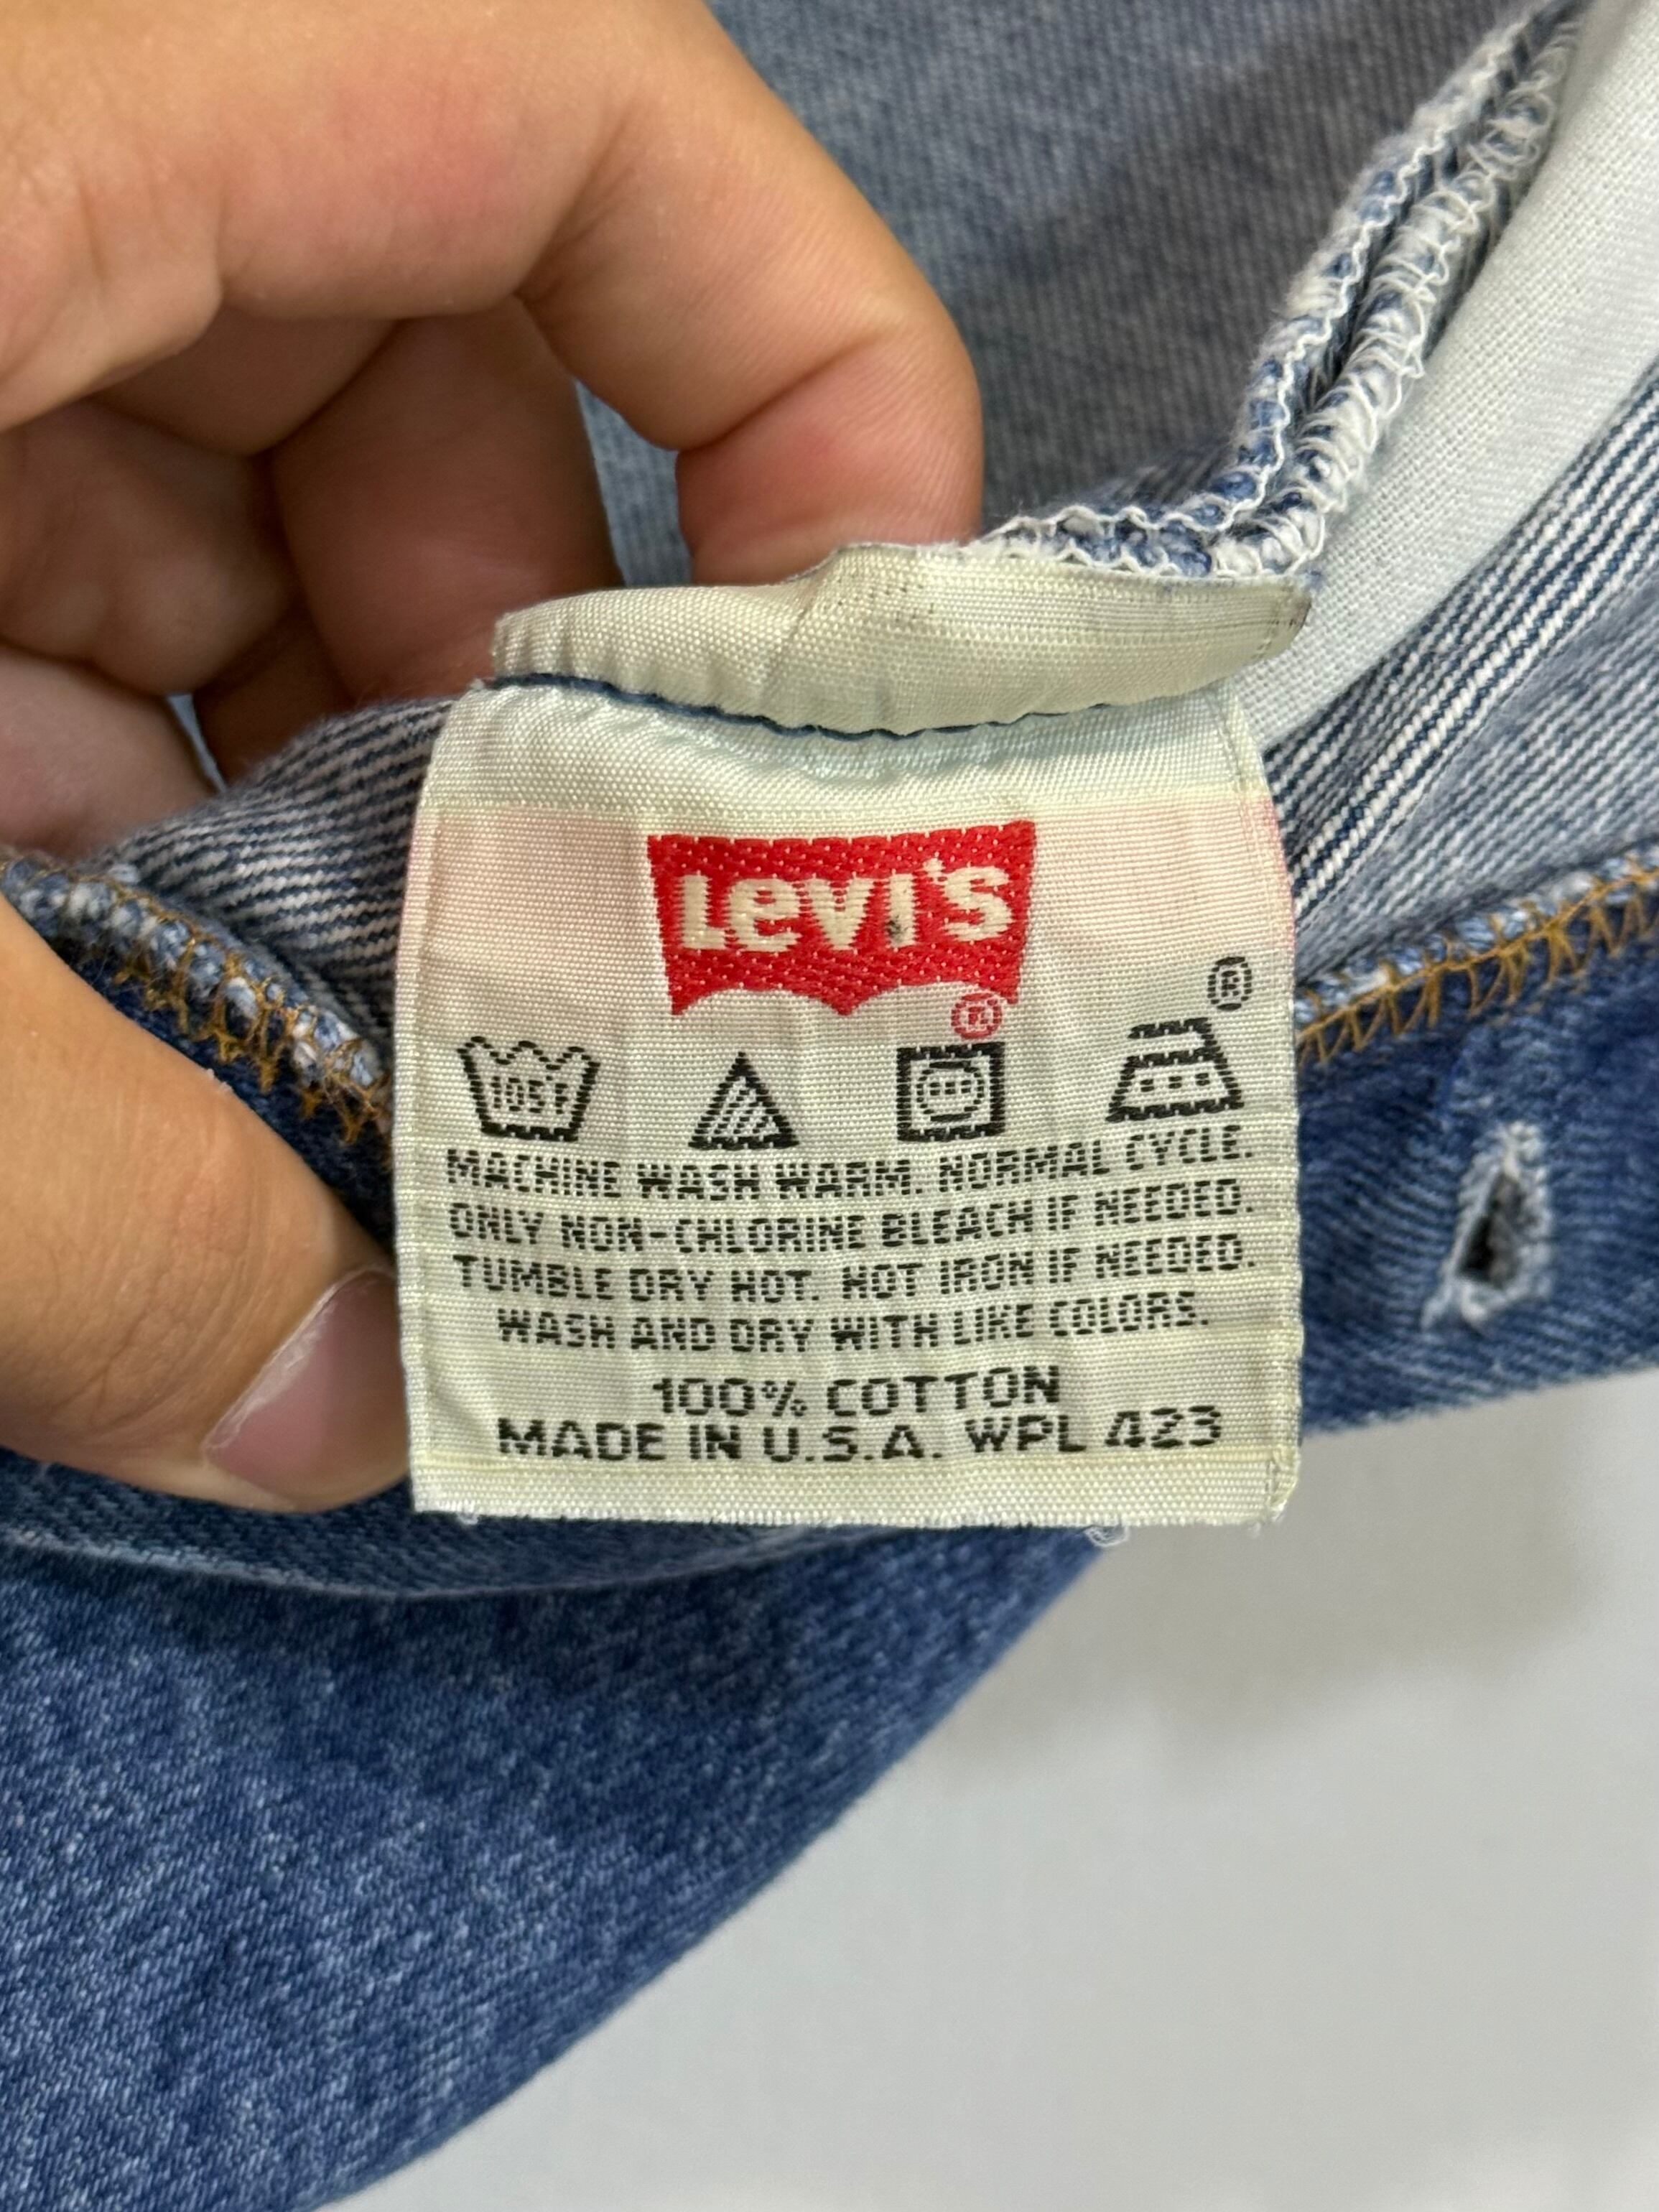 Levi's
®
®
105°F
MACHINE WASH WARM. NORMAL CYCLE.
ONLY NON-CHLORINE BLEACH IF NEEDED.
TUMBLE DRY HOT. HOT IRON IF NEEDED.
WASH AND DRY WITH LIKE COLORS.
100% COTTON
MADE IN U.S.A. WPL 423